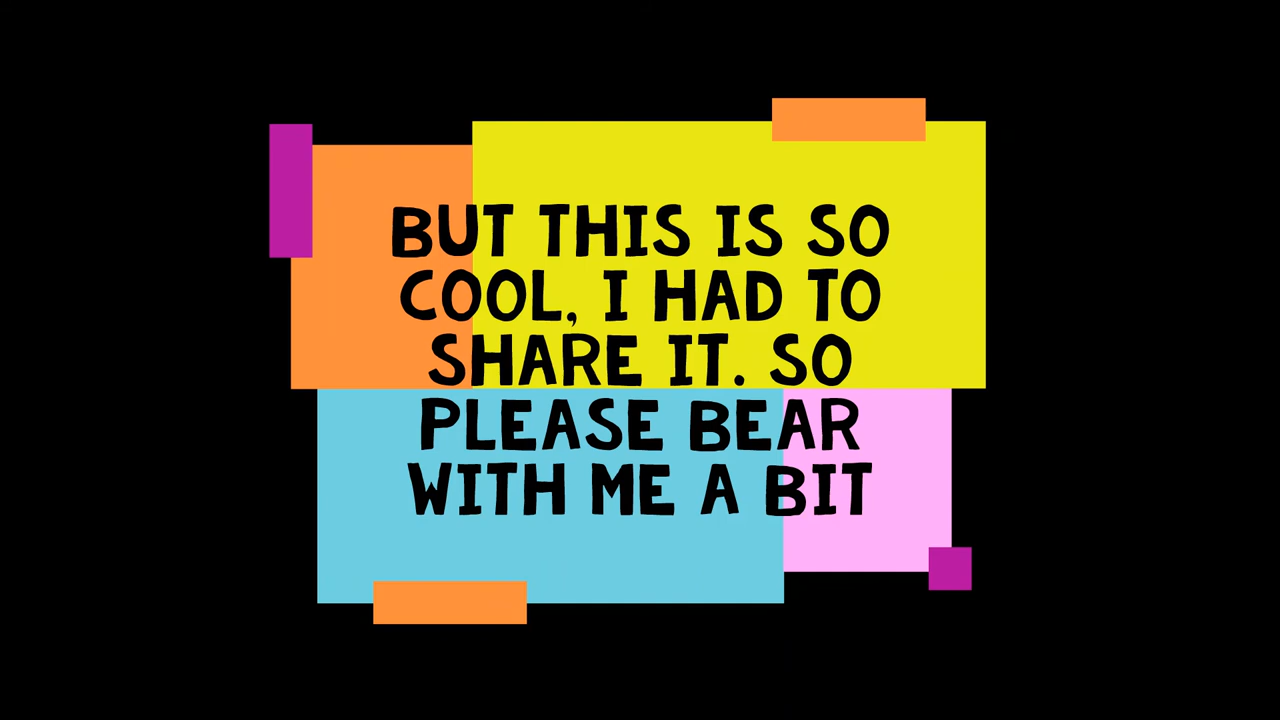 BUT THIS IS SO
COOL, I HAD TO
SHARE IT. SO
PLEASE BEAR
WITH ME A BIT